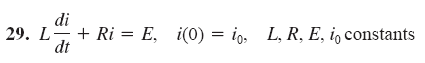 29. L di/dt + Ri = E, i(0) = i₀, L, R, E, i₀ constants